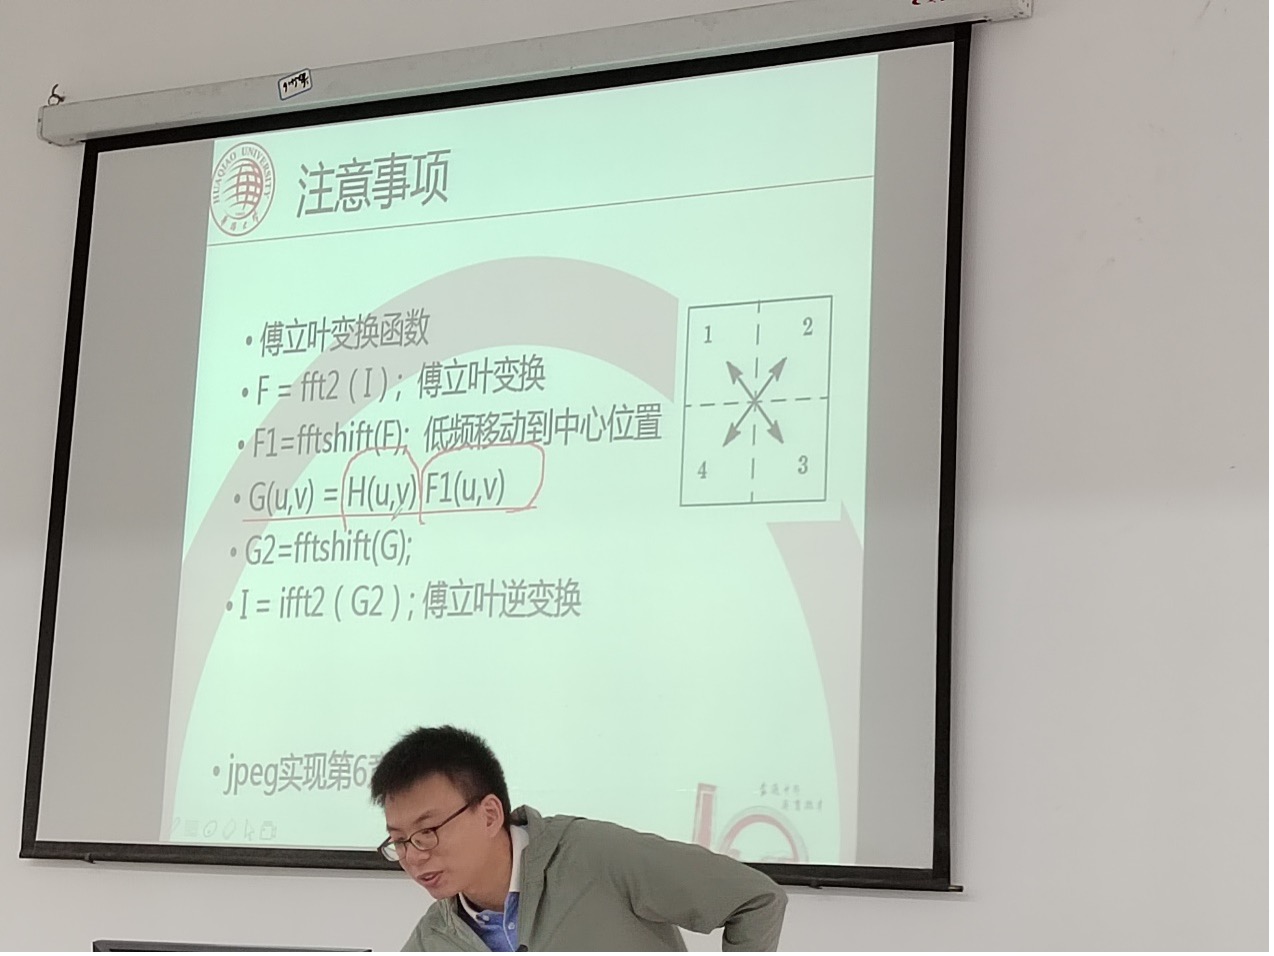 HUAQIAO UNIVERSITY
注意事项
• 傅立叶变换函数
• F = fft2 ( I ) ; 傅立叶变换
• F1=fftshift(F); 低频移动到中心位置
• G(u,v) = H(u,v) F1(u,v)
• G2=fftshift(G);
• I = ifft2 ( G2 ) ; 傅立叶逆变换
1 2
4 3
• jpeg实现第6